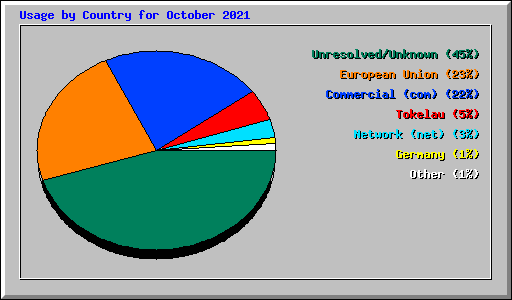 Usage by Country for October 2021
Unresolved/Unknown (45%)
European Union (23%)
Commercial (com) (22%)
Tokelau (5%)
Network (net) (3%)
Germany (1%)
Other (1%)